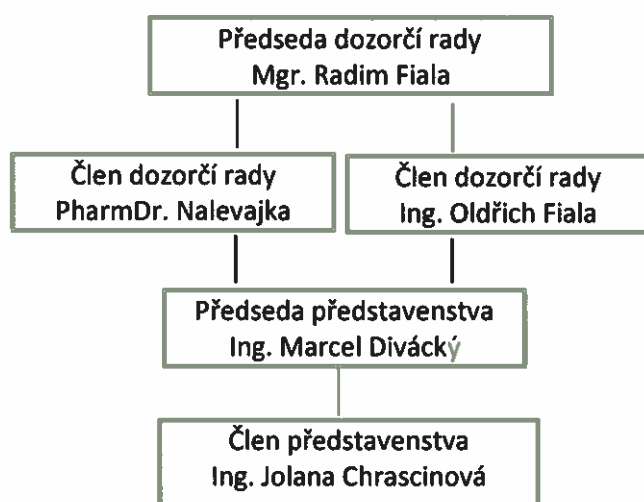 Předseda dozorčí rady
Mgr. Radim Fiala
Člen dozorčí rady
PharmDr. Nalevajka
Člen dozorčí rady
Ing. Oldřich Fiala
Předseda představenstva
Ing. Marcel Divácký
Člen představenstva
Ing. Jolana Chrascinová